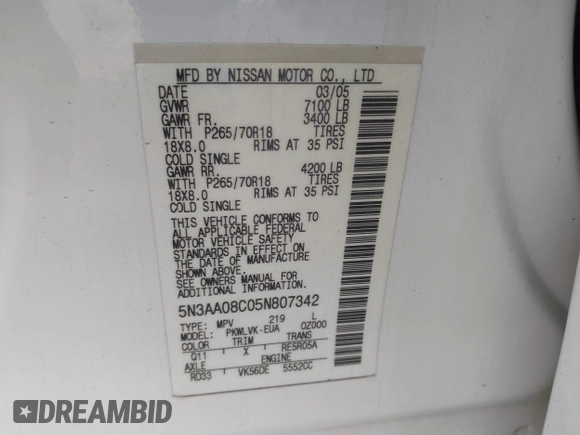 MFD BY NISSAN MOTOR CO., LTD
DATE 03/05
GVWR 7100 LB
GAWR FR. 3400 LB
WITH P265/70R18 TIRES
18X8.0 RIMS AT 35 PSI
COLD SINGLE
GAWR RR. 4200 LB
WITH P265/70R18 TIRES
18X8.0 RIMS AT 35 PSI
COLD SINGLE
THIS VEHICLE CONFORMS TO
ALL APPLICABLE FEDERAL
MOTOR VEHICLE SAFETY
STANDARDS IN EFFECT ON
THE DATE OF MANUFACTURE
SHOWN ABOVE.
SEE OWNERS MANUAL FOR
ADDITIONAL INFORMATION
5N3AA08C05N807342
TYPE: MPV 219 L
MODEL: PKWLVK-EUA OZ000
COLOR TRIM TRANS
Q11 X RE5R05A
AXLE ENGINE
RD33 VK56DE 5552CC
DREAMBID